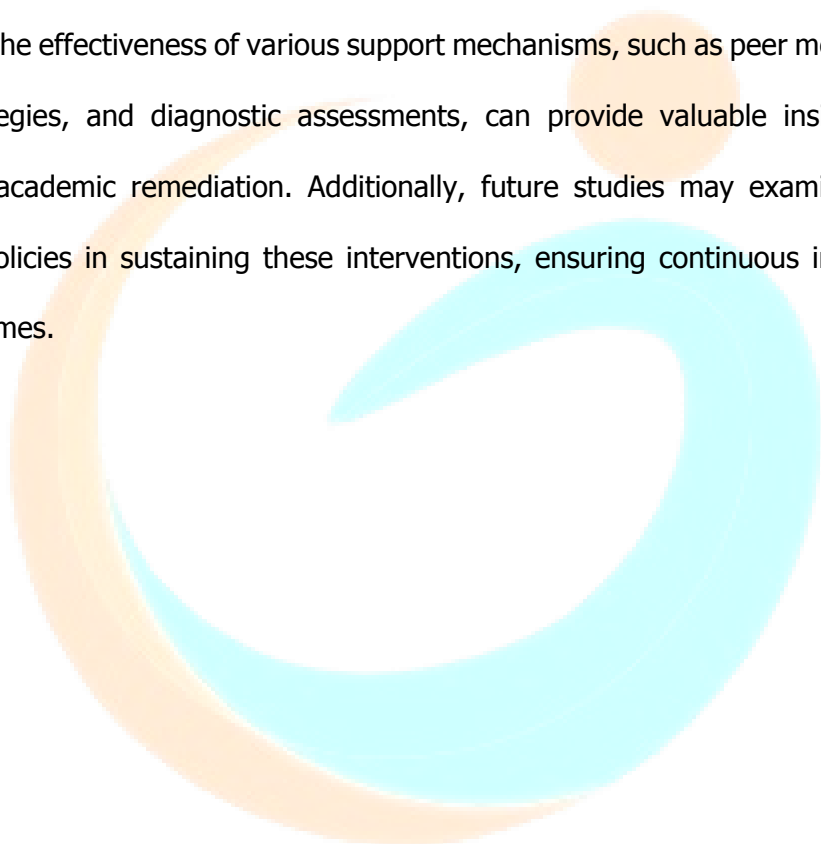 he effectiveness of various support mechanisms, such as peer m
egies, and diagnostic assessments, can provide valuable ins
academic remediation. Additionally, future studies may exami
olicies in sustaining these interventions, ensuring continuous i
mes.